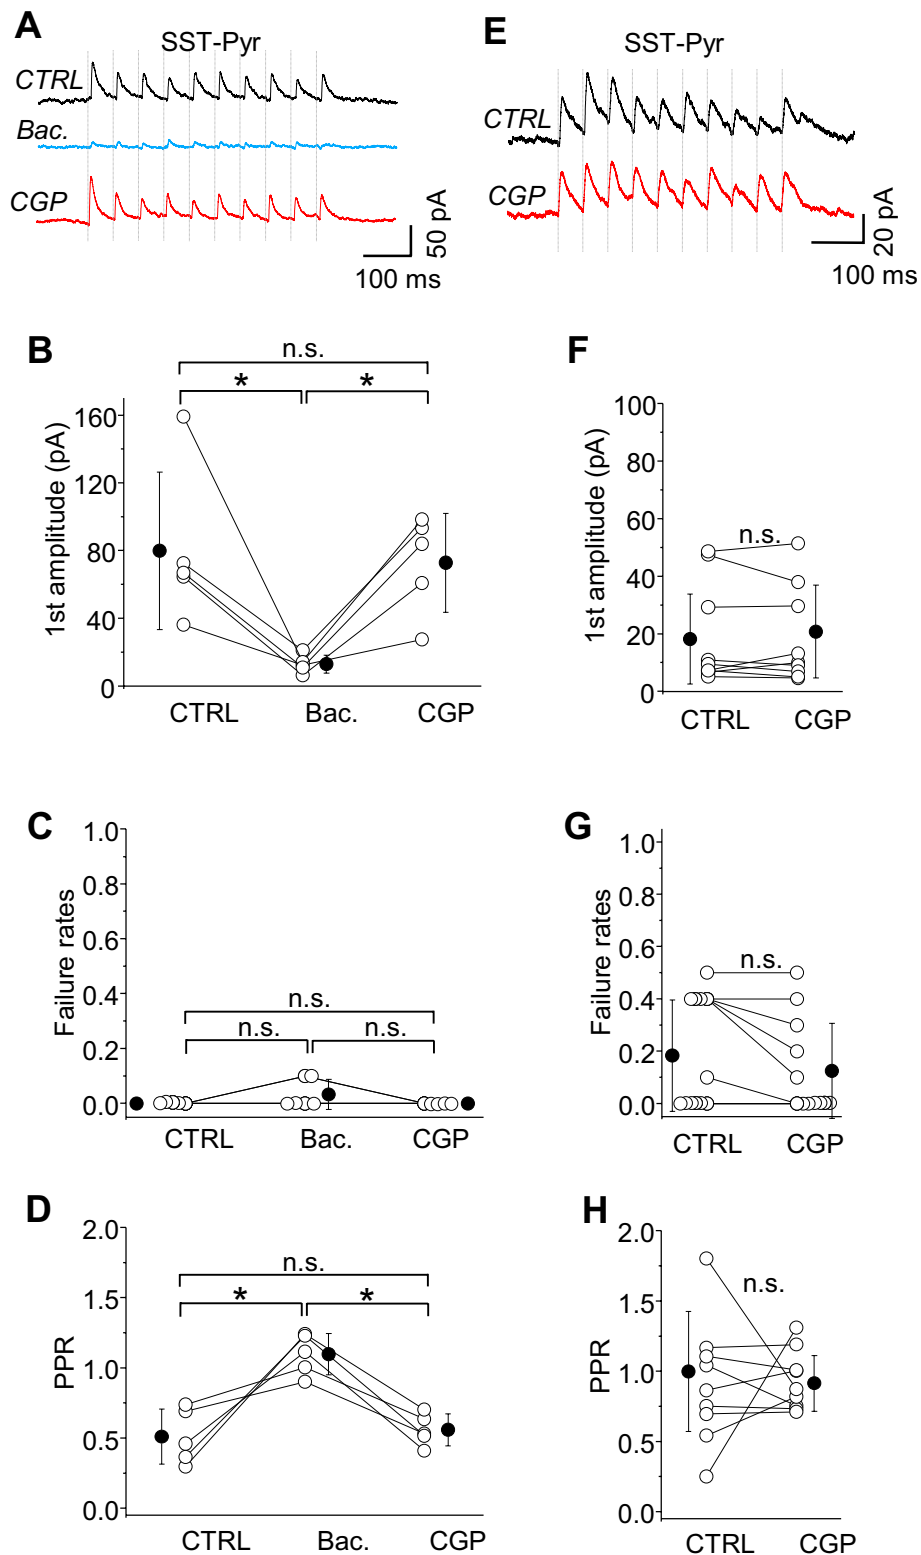 A
SST-Pyr
CTRL
Bac.
CGP
50 pA
100 ms
E
SST-Pyr
CTRL
CGP
20 pA
100 ms
B
n.s.
* *
1st amplitude (pA)
160
120
80
40
0
CTRL Bac. CGP
F
1st amplitude (pA)
100
80
60
40
20
0
n.s.
CTRL CGP
C
Failure rates
1.0
0.8
0.6
0.4
0.2
0.0
n.s.
n.s. n.s.
CTRL Bac. CGP
G
Failure rates
1.0
0.8
0.6
0.4
0.2
0.0
n.s.
CTRL CGP
D
PPR
2.0
1.5
1.0
0.5
0.0
n.s.
* *
CTRL Bac. CGP
H
PPR
2.0
1.5
1.0
0.5
0.0
n.s.
CTRL CGP